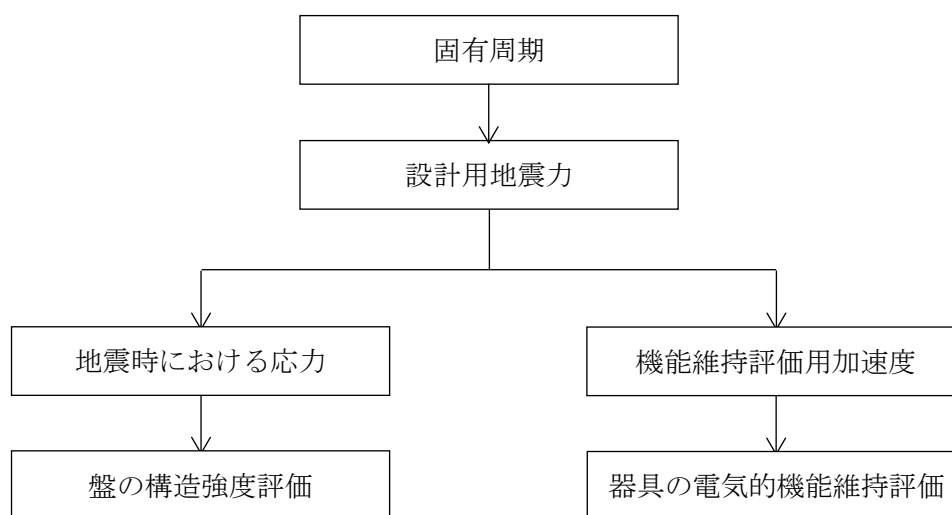 固有周期
設計用地震力
地震時における応力
機能維持評価用加速度
盤の構造強度評価
器具の電気的機能維持評価